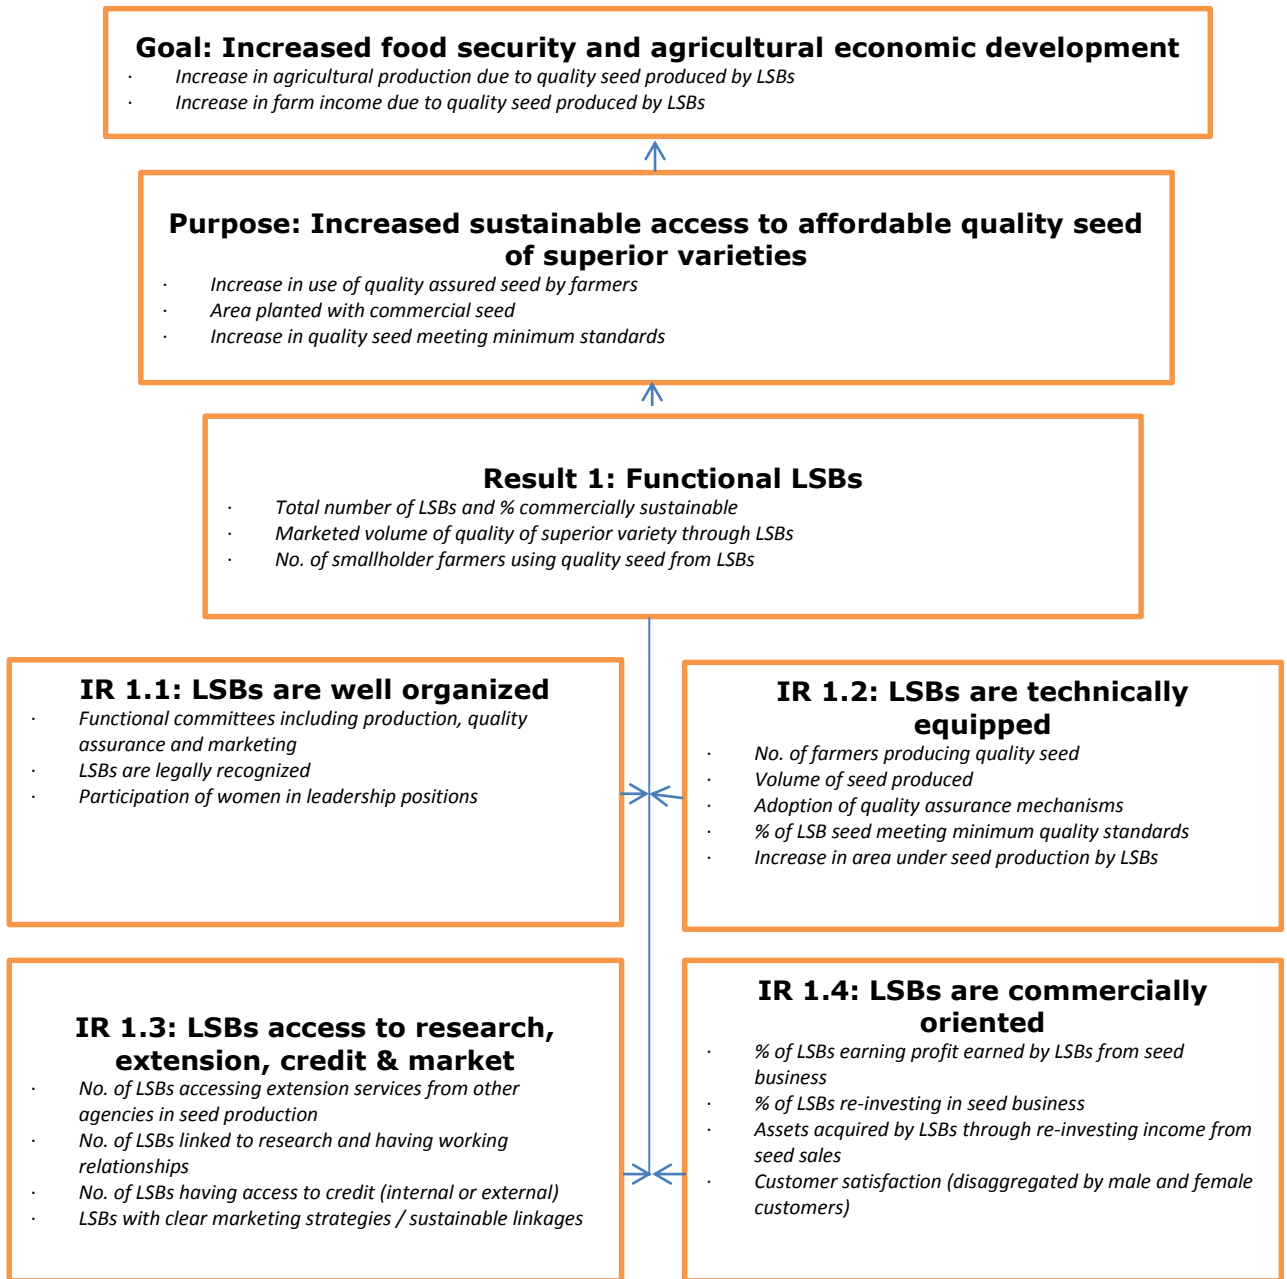 Goal: Increased food security and agricultural economic development
· Increase in agricultural production due to quality seed produced by LSBs
· Increase in farm income due to quality seed produced by LSBs
Purpose: Increased sustainable access to affordable quality seed
of superior varieties
· Increase in use of quality assured seed by farmers
· Area planted with commercial seed
· Increase in quality seed meeting minimum standards
Result 1: Functional LSBs
· Total number of LSBs and % commercially sustainable
· Marketed volume of quality of superior variety through LSBs
· No. of smallholder farmers using quality seed from LSBs
IR 1.1: LSBs are well organized
· Functional committees including production, quality
assurance and marketing
· LSBs are legally recognized
· Participation of women in leadership positions
IR 1.2: LSBs are technically
equipped
· No. of farmers producing quality seed
· Volume of seed produced
· Adoption of quality assurance mechanisms
· % of LSB seed meeting minimum quality standards
· Increase in area under seed production by LSBs
IR 1.3: LSBs access to research,
extension, credit & market
· No. of LSBs accessing extension services from other
agencies in seed production
· No. of LSBs linked to research and having working
relationships
· No. of LSBs having access to credit (internal or external)
· LSBs with clear marketing strategies / sustainable linkages
IR 1.4: LSBs are commercially
oriented
· % of LSBs earning profit earned by LSBs from seed
business
· % of LSBs re-investing in seed business
· Assets acquired by LSBs through re-investing income from
seed sales
· Customer satisfaction (disaggregated by male and female
customers)